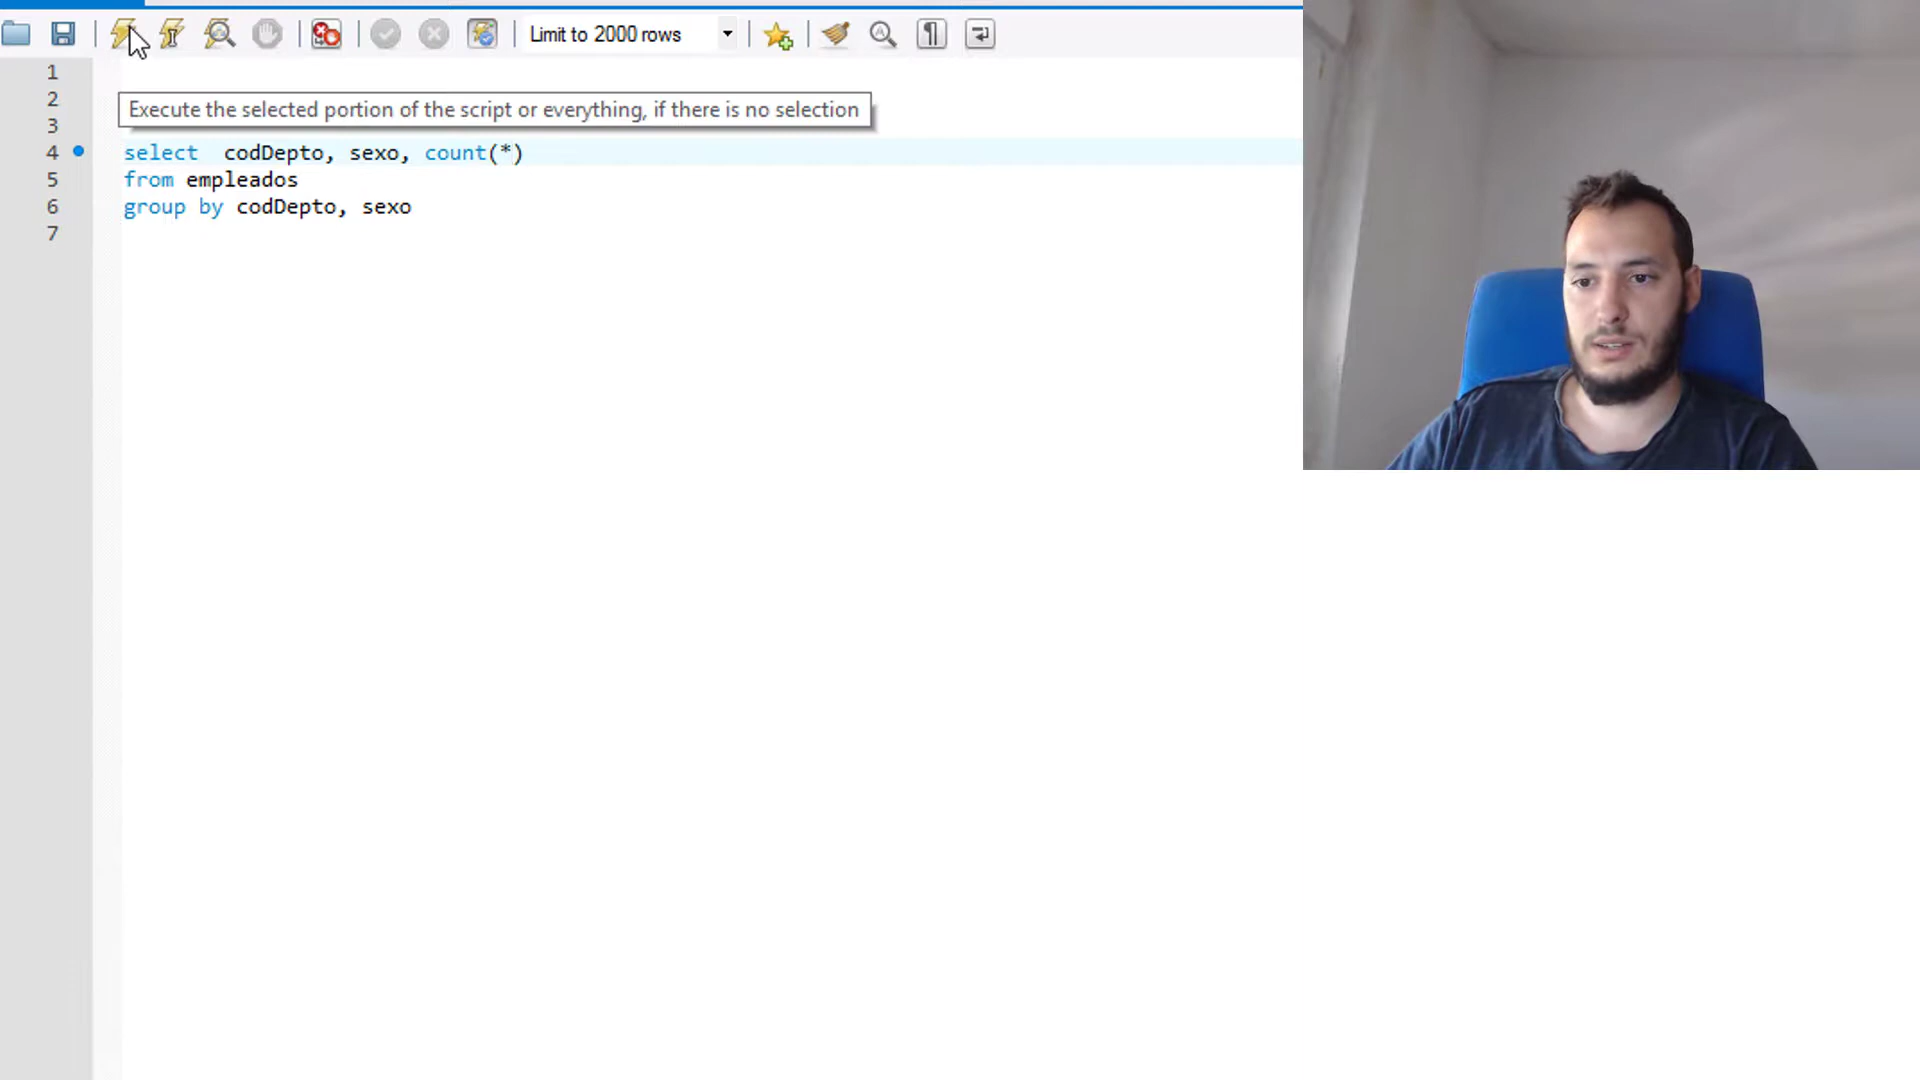 Limit to 2000 rows
1
2
Execute the selected portion of the script or everything, if there is no selection
3
4 select  codDepto, sexo, count(*)
5 from empleados
6 group by codDepto, sexo
7